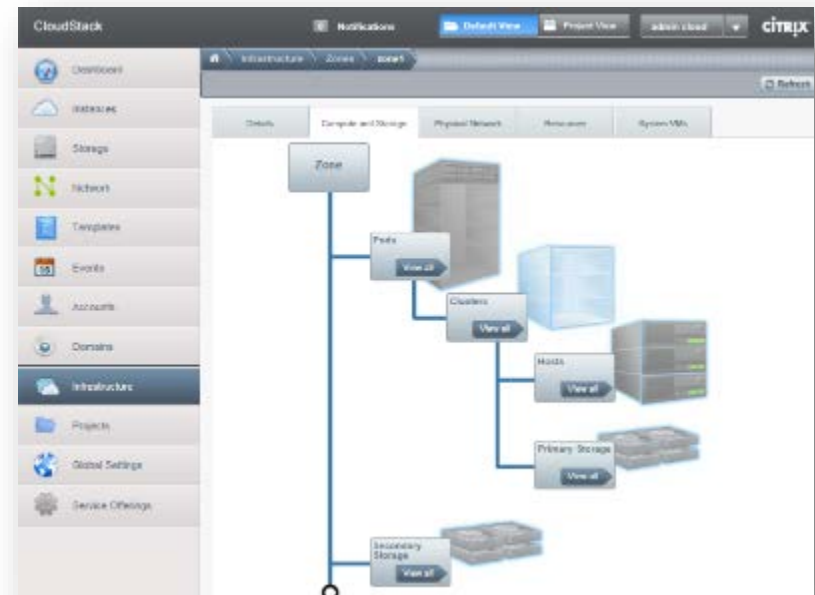 CloudStack
Notifications
Default View
Project View
admin cloud
CİTRIX
Infrastructure
Zones
zone1
Refresh
Dashboard
Instances
Storage
Network
Templates
Events
Accounts
Domains
Infrastructure
Projects
Global Settings
Service Offerings
Details
Compute and Storage
Physical Network
Resources
System VMs
Zone
Pods
View all
Clusters
View all
Hosts
View all
Primary Storage
View all
Secondary
Storage
View all